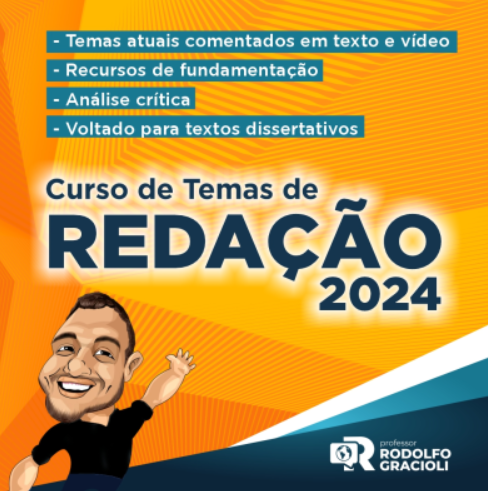 - Temas atuais comentados em texto e vídeo
- Recursos de fundamentação
- Análise crítica
- Voltado para textos dissertativos
Curso de Temas de
REDAÇÃO
2024
professor
RODOLFO
GRACIOLI